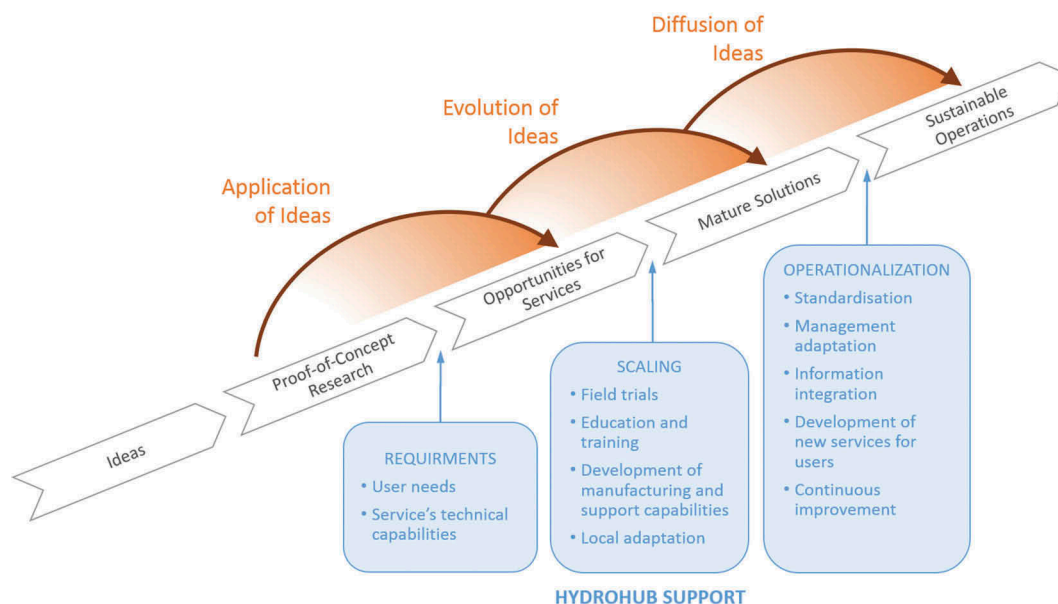 Diffusion of
Ideas
Evolution of
Ideas
Application
of Ideas
Ideas
Proof-of-Concept
Research
Opportunities for
Services
Mature Solutions
Sustainable
Operations
REQUIRMENTS
• User needs
• Service's technical
capabilities
SCALING
• Field trials
• Education and
training
• Development of
manufacturing and
support capabilities
• Local adaptation
OPERATIONALIZATION
• Standardisation
• Management
adaptation
• Information
integration
• Development of
new services for
users
• Continuous
improvement
HYDROHUB SUPPORT